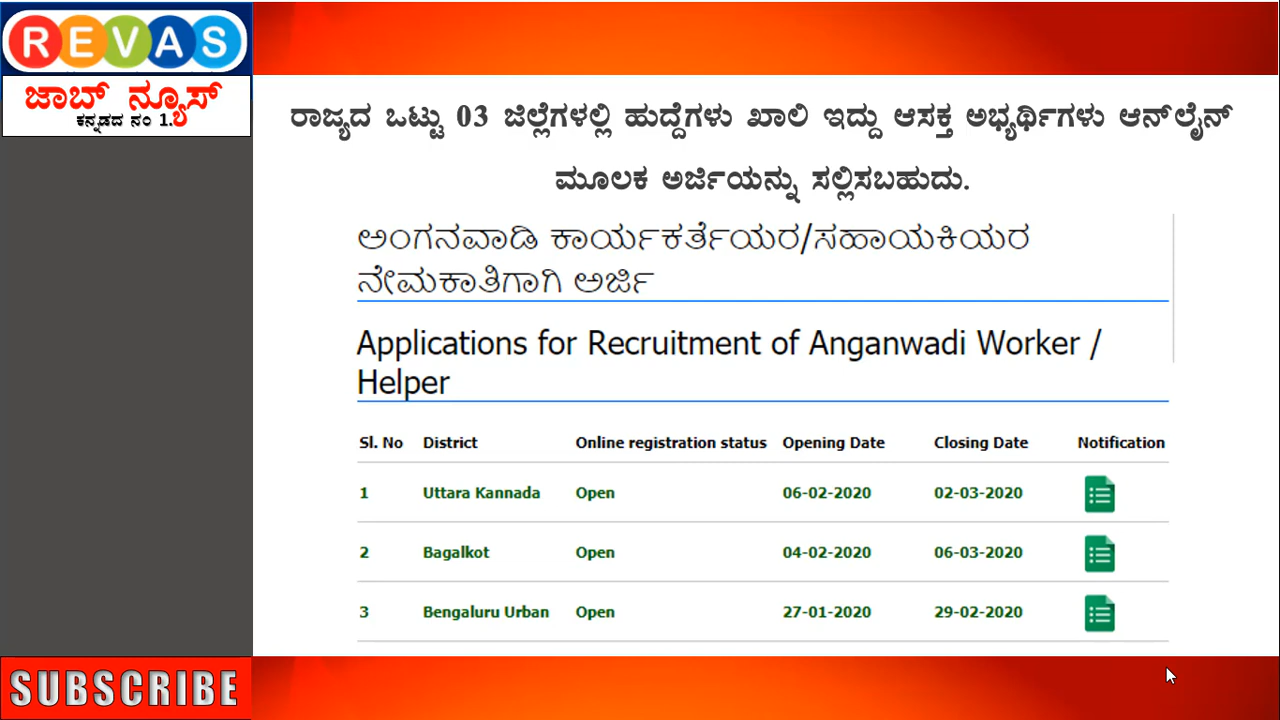 REVAS
ಜಾಬ್ ನ್ಯೂಸ್
ಕನ್ನಡದ ನಂ 1.
ರಾಜ್ಯದ ಒಟ್ಟು 03 ಜಿಲ್ಲೆಗಳಲ್ಲಿ ಹುದ್ದೆಗಳು ಖಾಲಿ ಇದ್ದು ಆಸಕ್ತ ಅಭ್ಯರ್ಥಿಗಳು ಆನ್‌ಲೈನ್
ಮೂಲಕ ಅರ್ಜಿಯನ್ನು ಸಲ್ಲಿಸಬಹುದು.
ಅಂಗನವಾಡಿ ಕಾರ್ಯಕರ್ತೆಯರ/ಸಹಾಯಕಿಯರ
ನೇಮಕಾತಿಗಾಗಿ ಅರ್ಜಿ
Applications for Recruitment of Anganwadi Worker /
Helper
Sl. No District Online registration status Opening Date Closing Date Notification
1 Uttara Kannada Open 06-02-2020 02-03-2020
2 Bagalkot Open 04-02-2020 06-03-2020
3 Bengaluru Urban Open 27-01-2020 29-02-2020
SUBSCRIBE